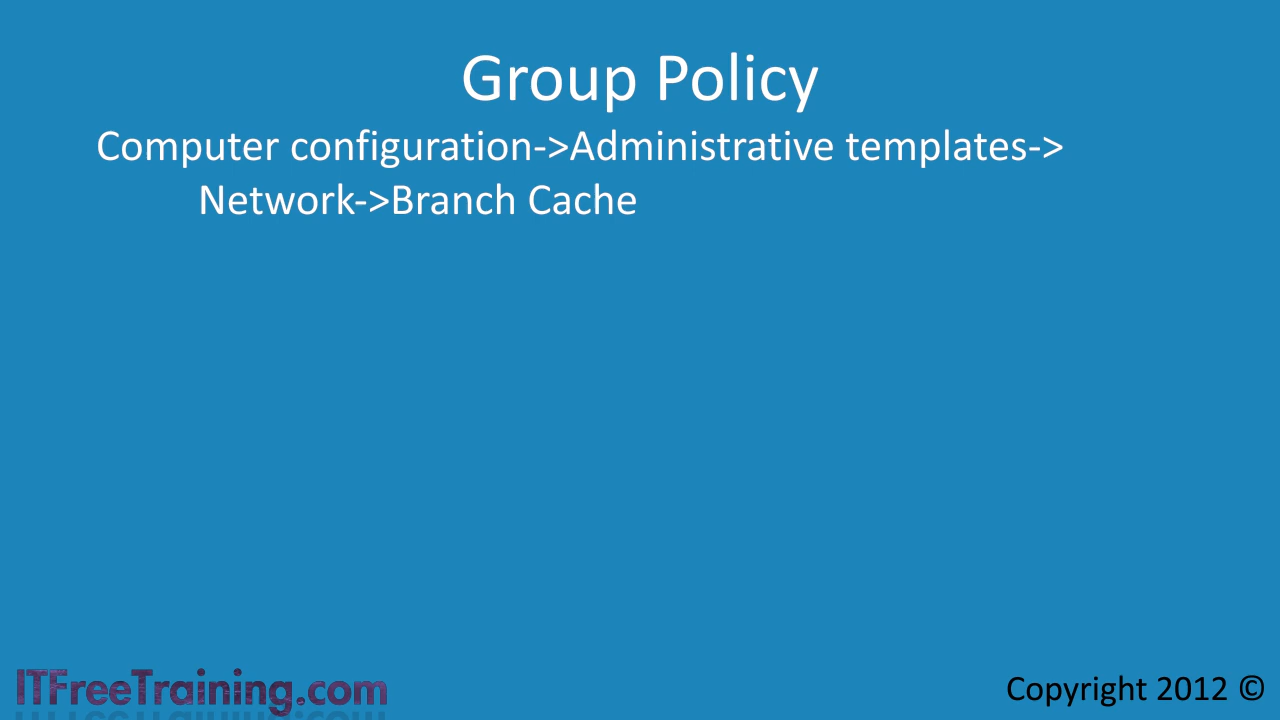 Group Policy
Computer configuration->Administrative templates->
Network->Branch Cache
ITFreeTraining.com
Copyright 2012 ©